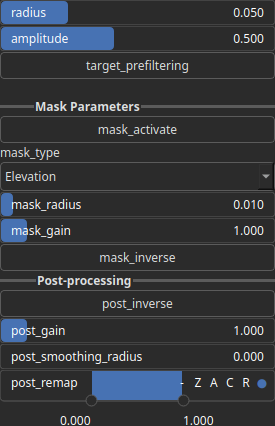 radius 0.050
amplitude 0.500
target_prefiltering
Mask Parameters
mask_activate
mask_type
Elevation
mask_radius 0.010
mask_gain 1.000
mask_inverse
Post-processing
post_inverse
post_gain 1.000
post_smoothing_radius 0.000
post_remap - Z A C R
0.000 1.000